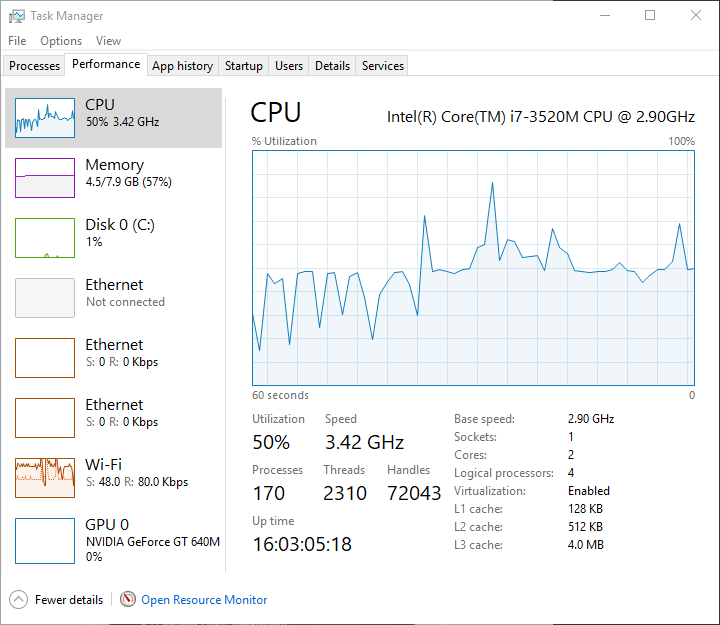 Task Manager
File Options View
Processes Performance App history Startup Users Details Services
CPU
50% 3.42 GHz
Memory
4.5/7.9 GB (57%)
Disk 0 (C:)
1%
Ethernet
Not connected
Ethernet
S: 0 R: 0 Kbps
Ethernet
S: 0 R: 0 Kbps
Wi-Fi
S: 48.0 R: 80.0 Kbps
GPU 0
NVIDIA GeForce GT 640M
0%
CPU Intel(R) Core(TM) i7-3520M CPU @ 2.90GHz
% Utilization 100%
60 seconds 0
Utilization Speed
50% 3.42 GHz
Processes Threads Handles
170 2310 72043
Up time
16:03:05:18
Base speed: 2.90 GHz
Sockets: 1
Cores: 2
Logical processors: 4
Virtualization: Enabled
L1 cache: 128 KB
L2 cache: 512 KB
L3 cache: 4.0 MB
Fewer details Open Resource Monitor